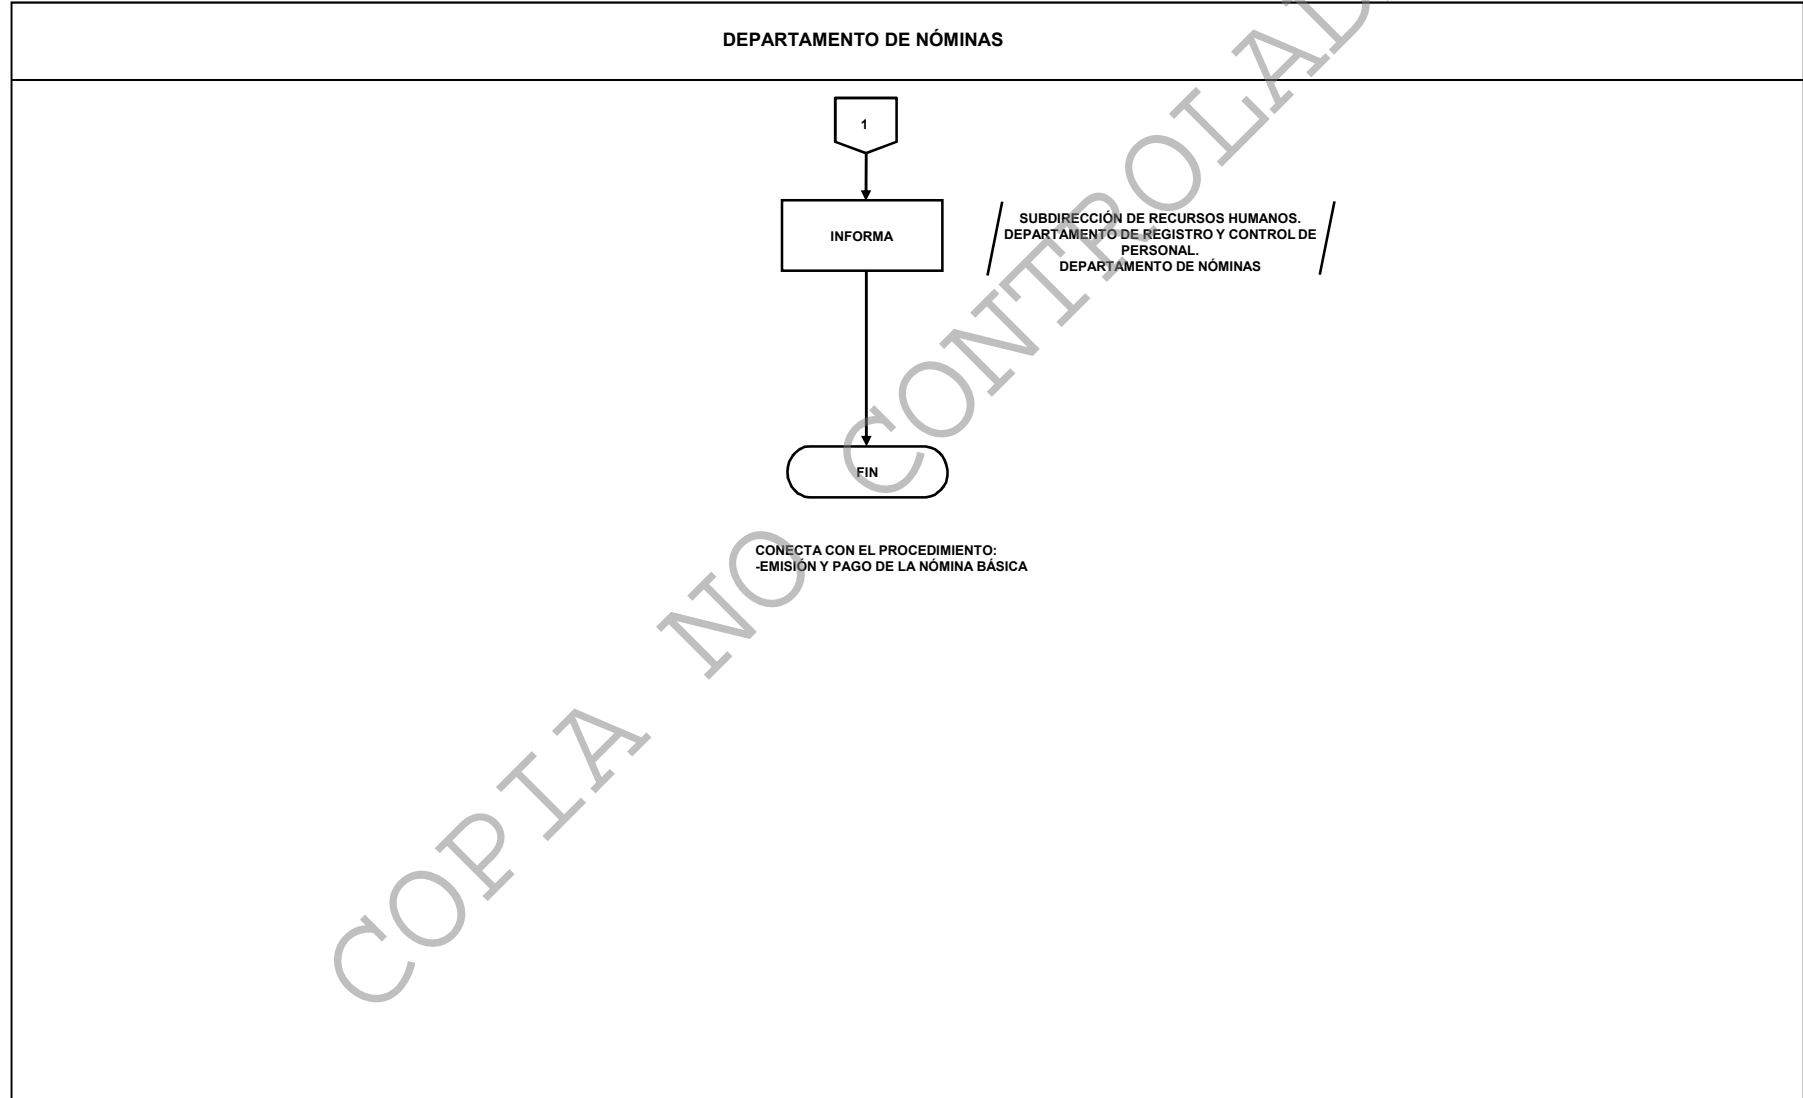 DEPARTAMENTO DE NÓMINAS
1
INFORMA
SUBDIRECCIÓN DE RECURSOS HUMANOS.
DEPARTAMENTO DE REGISTRO Y CONTROL DE
PERSONAL.
DEPARTAMENTO DE NÓMINAS
FIN
CONECTA CON EL PROCEDIMIENTO:
-EMISIÓN Y PAGO DE LA NÓMINA BÁSICA
COPIA NO CONTROLAD